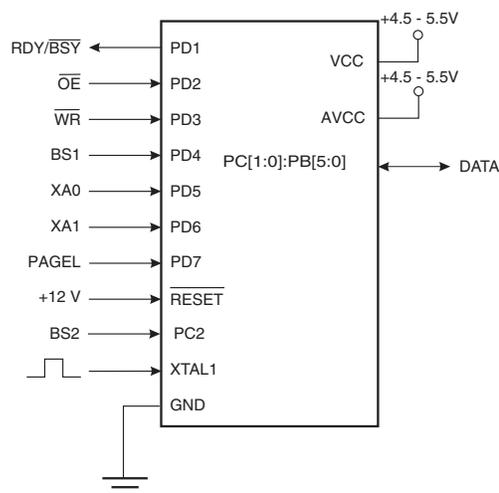 +4.5 - 5.5V
RDY/BSY PD1
VCC
OE PD2
+4.5 - 5.5V
WR PD3
AVCC
BS1 PD4
PC[1:0]:PB[5:0] DATA
XA0 PD5
XA1 PD6
PAGEL PD7
+12 V RESET
BS2 PC2
XTAL1
GND